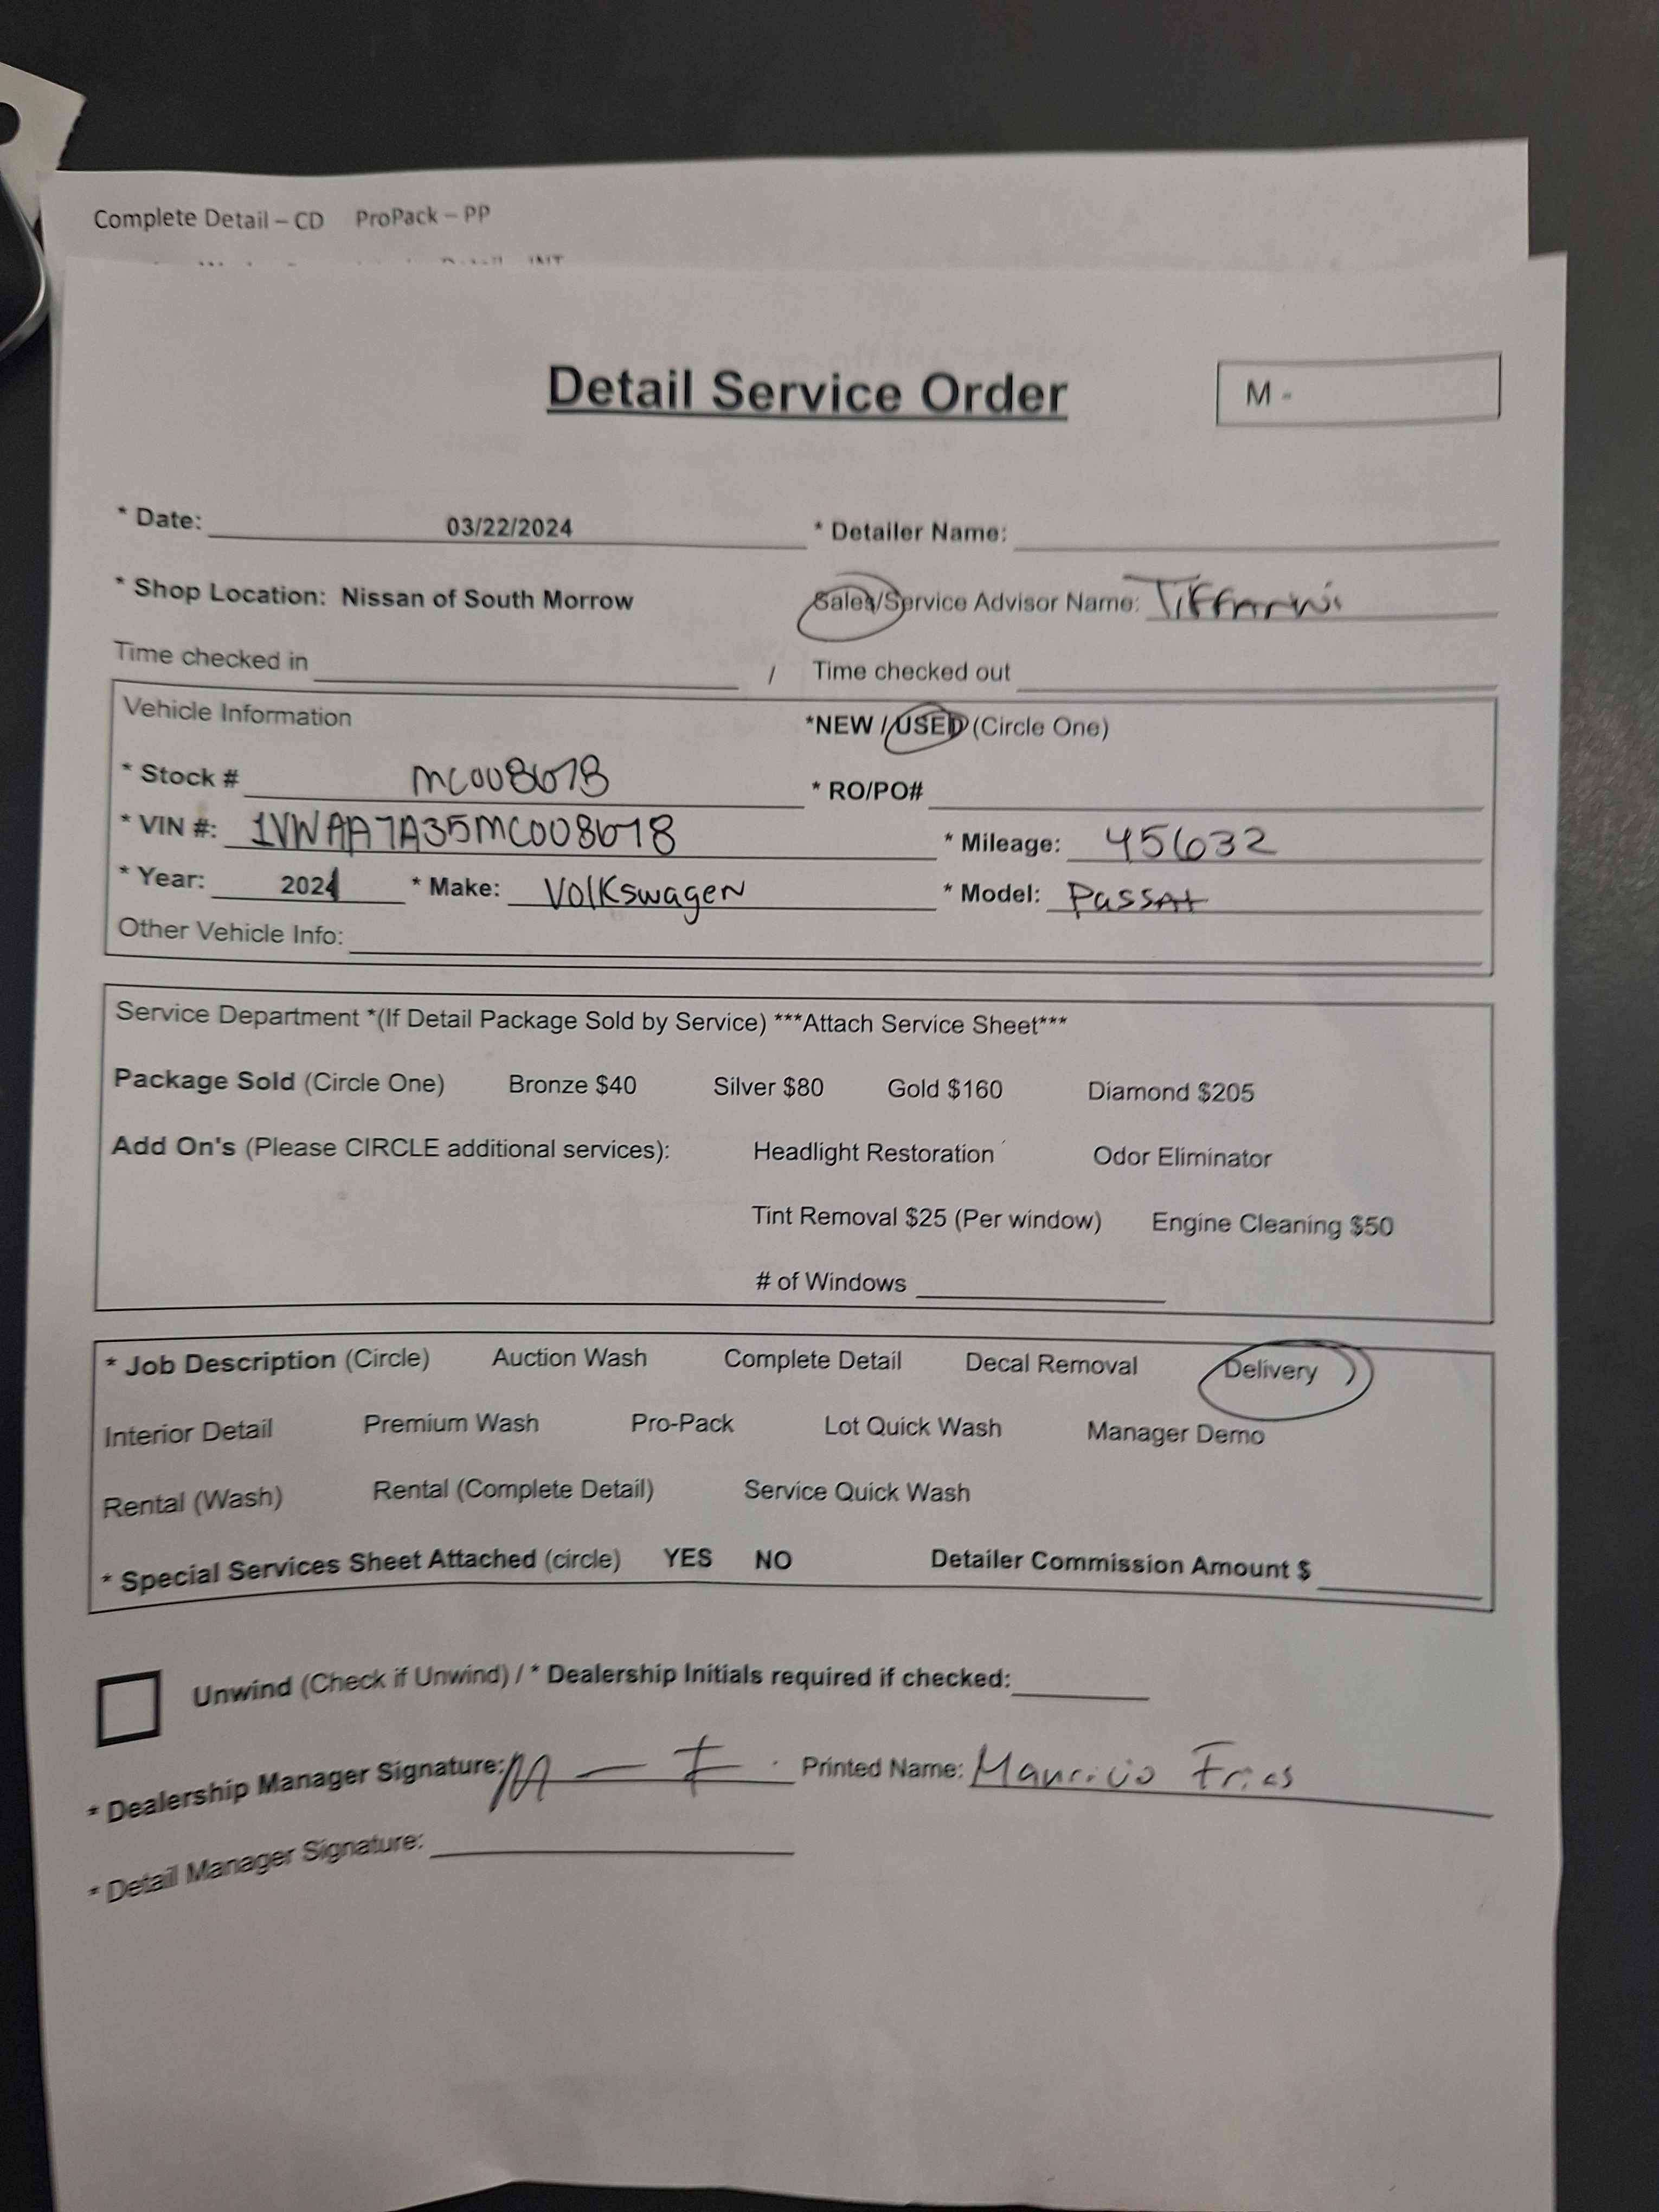 Complete Detail – CD ProPack – PP
Detail Service Order
M -
* Date: 03/22/2024 * Detailer Name:
* Shop Location: Nissan of South Morrow Sales/Service Advisor Name: Tiffani
Time checked in / Time checked out
Vehicle Information *NEW / USED (Circle One)
* Stock # MC008678 * RO/PO#
* VIN #: 1VWAA7A35MC008678 * Mileage: 45632
* Year: 2021 * Make: Volkswagen * Model: Passat
Other Vehicle Info:
Service Department *(If Detail Package Sold by Service) ***Attach Service Sheet***
Package Sold (Circle One) Bronze $40 Silver $80 Gold $160 Diamond $205
Add On's (Please CIRCLE additional services): Headlight Restoration Odor Eliminator
Tint Removal $25 (Per window) Engine Cleaning $50
# of Windows
* Job Description (Circle) Auction Wash Complete Detail Decal Removal Delivery
Interior Detail Premium Wash Pro-Pack Lot Quick Wash Manager Demo
Rental (Wash) Rental (Complete Detail) Service Quick Wash
* Special Services Sheet Attached (circle) YES NO Detailer Commission Amount $
Unwind (Check if Unwind) / * Dealership Initials required if checked:
* Dealership Manager Signature: M — F Printed Name: Mauricio Frias
* Detail Manager Signature: